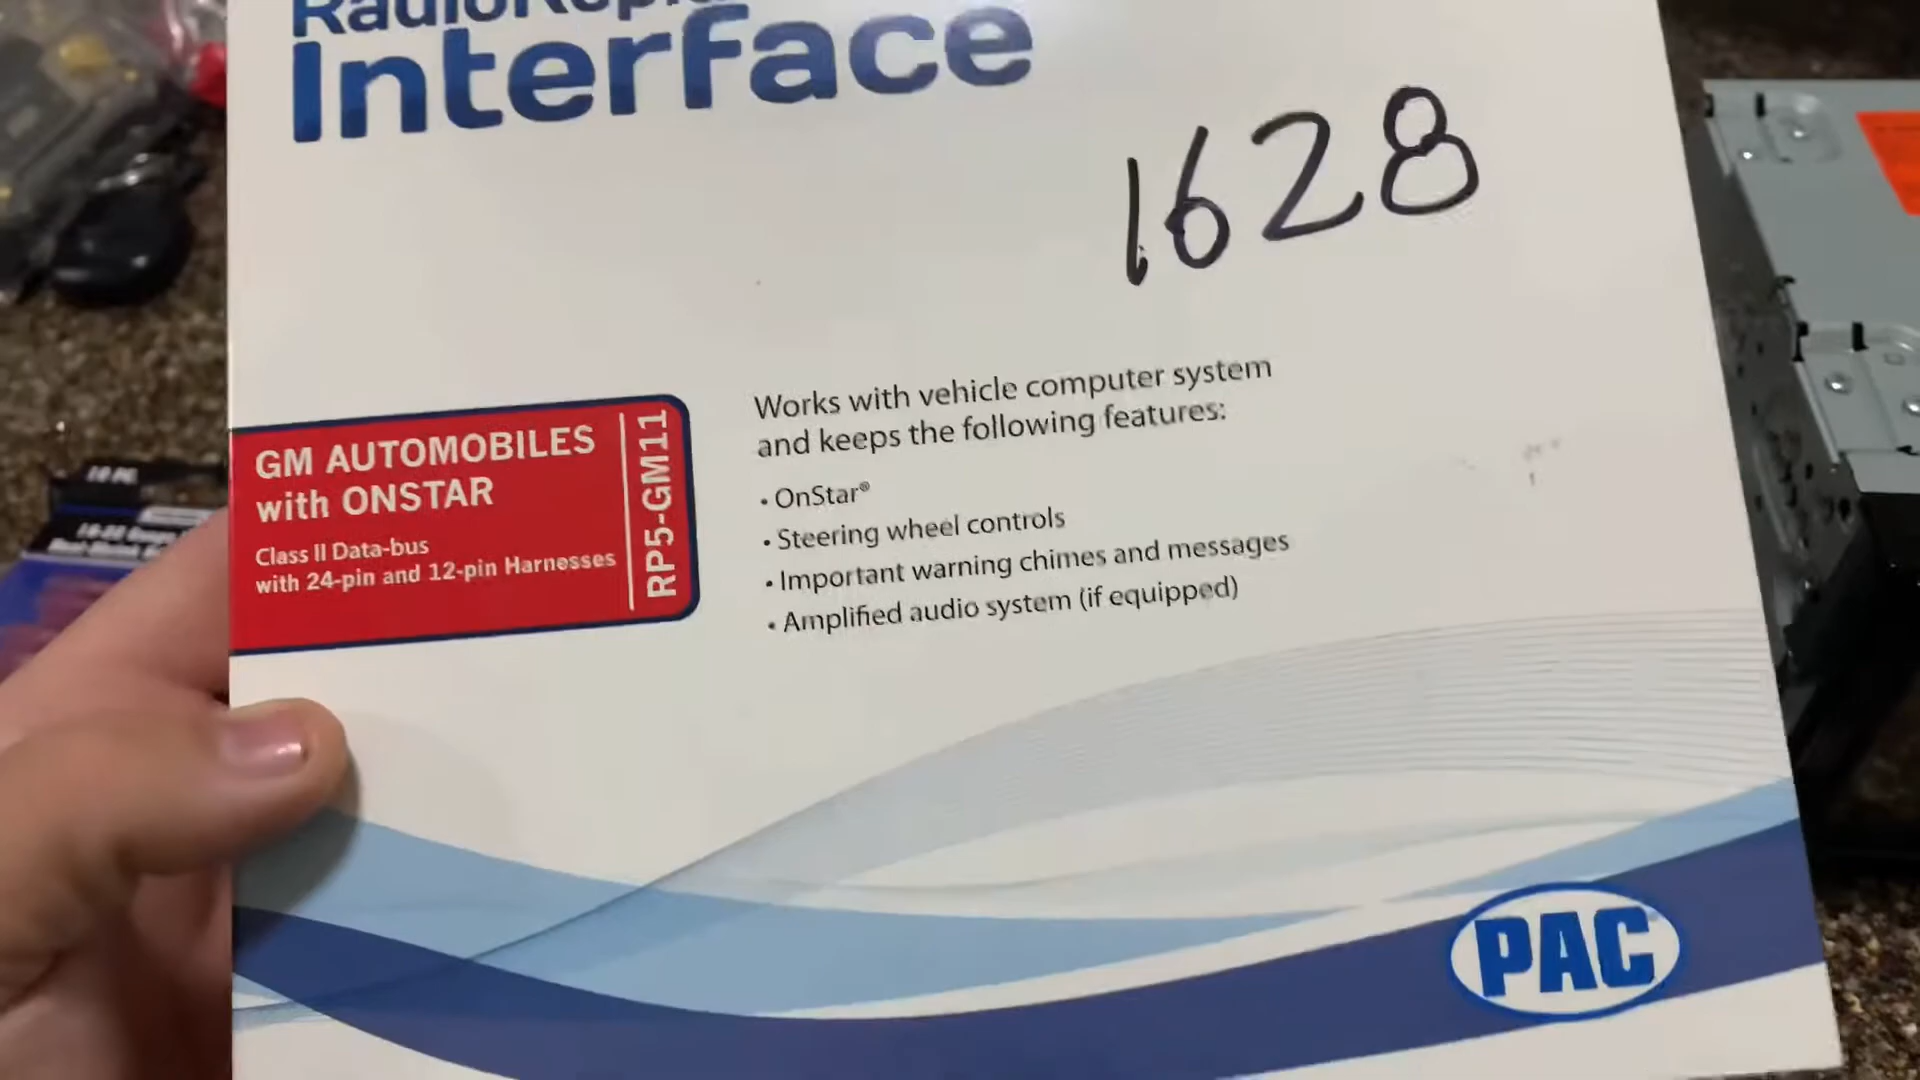 Interface
1628
GM AUTOMOBILES
with ONSTAR
Class II Data-bus
with 24-pin and 12-pin Harnesses
RP5-GM11
Works with vehicle computer system
and keeps the following features:
• OnStar®
• Steering wheel controls
• Important warning chimes and messages
• Amplified audio system (if equipped)
PAC